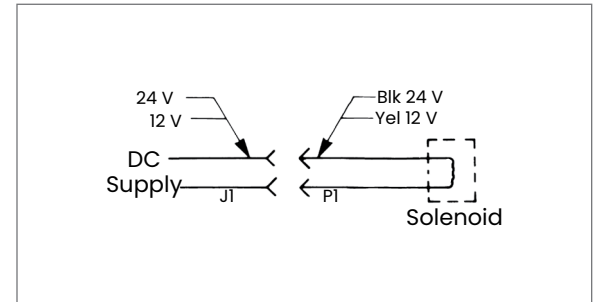 24 V
12 V
Blk 24 V
Yel 12 V
DC
Supply
J1
P1
Solenoid